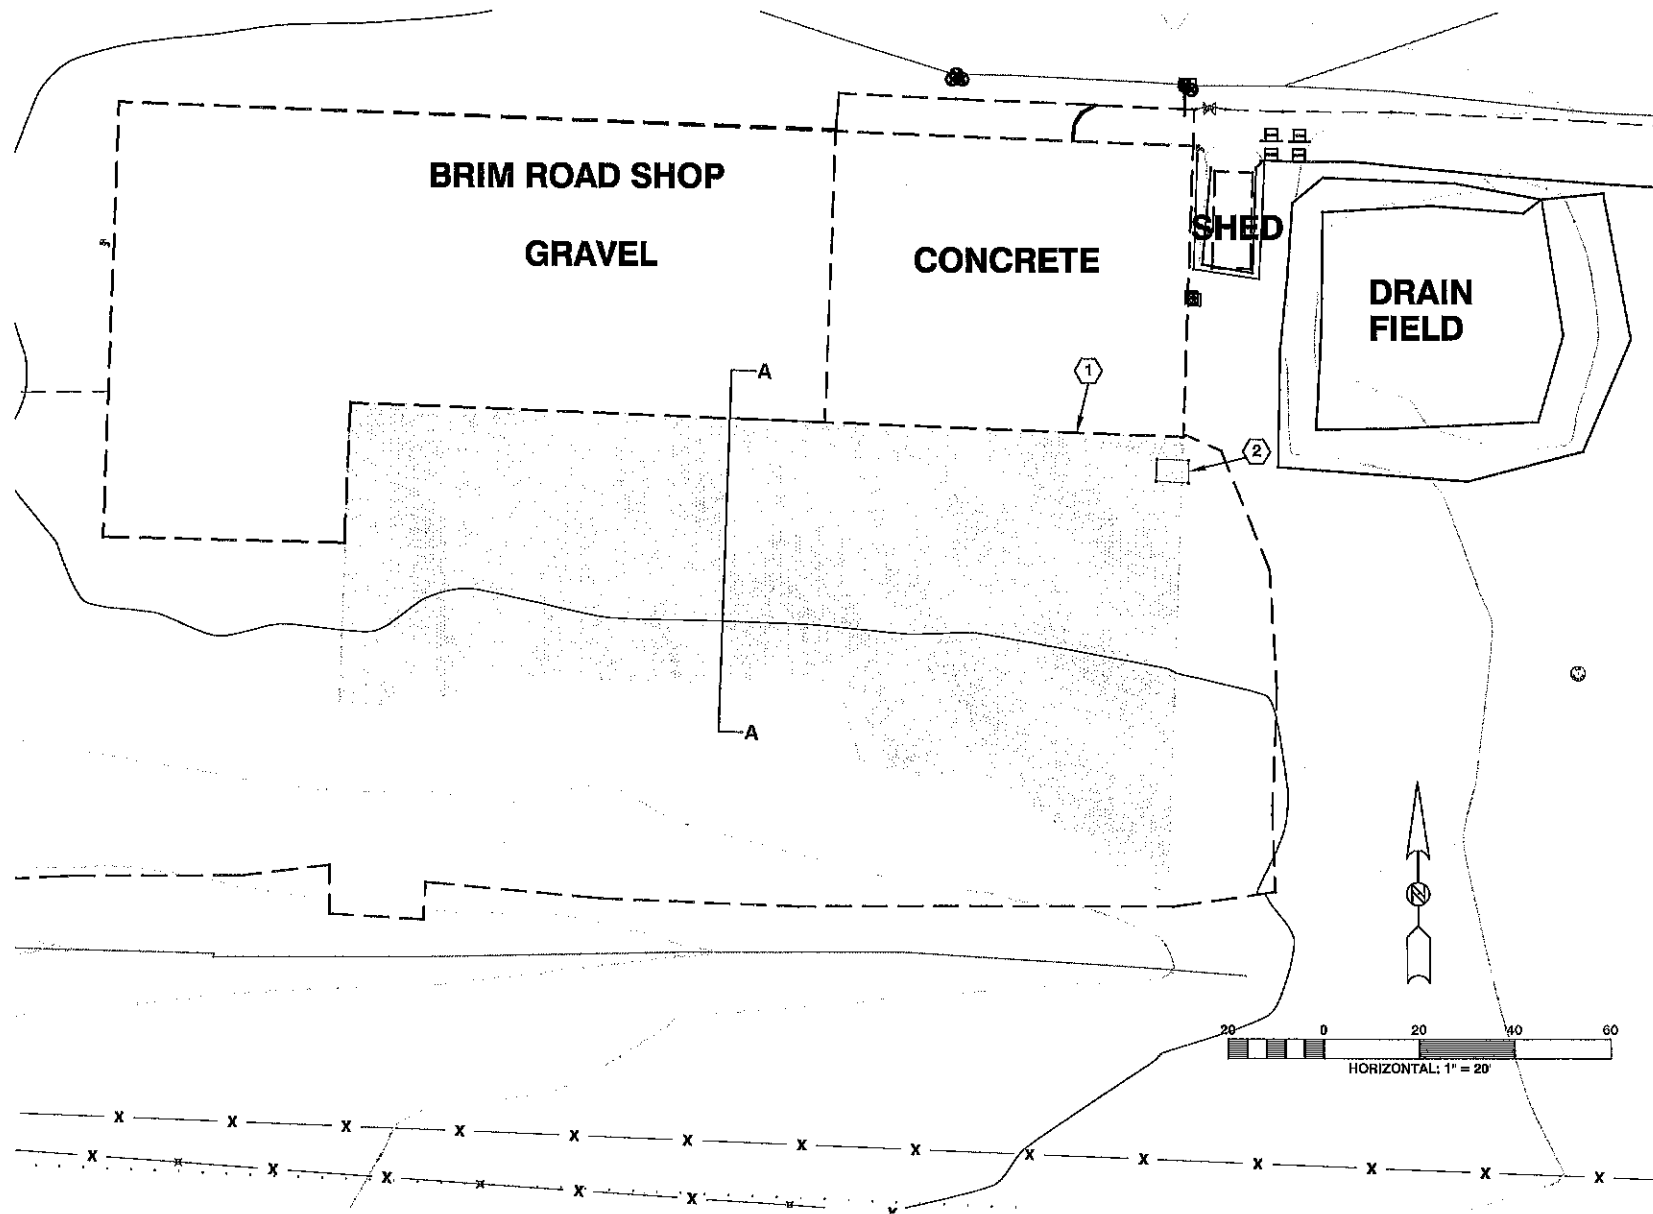 BRIM ROAD SHOP
GRAVEL
CONCRETE
SHED
DRAIN
FIELD
A
1
2
A
N
20 0 20 40 60
HORIZONTAL: 1" = 20'
X X X X X X X X X X X X X X
X X X X X X X X X X X